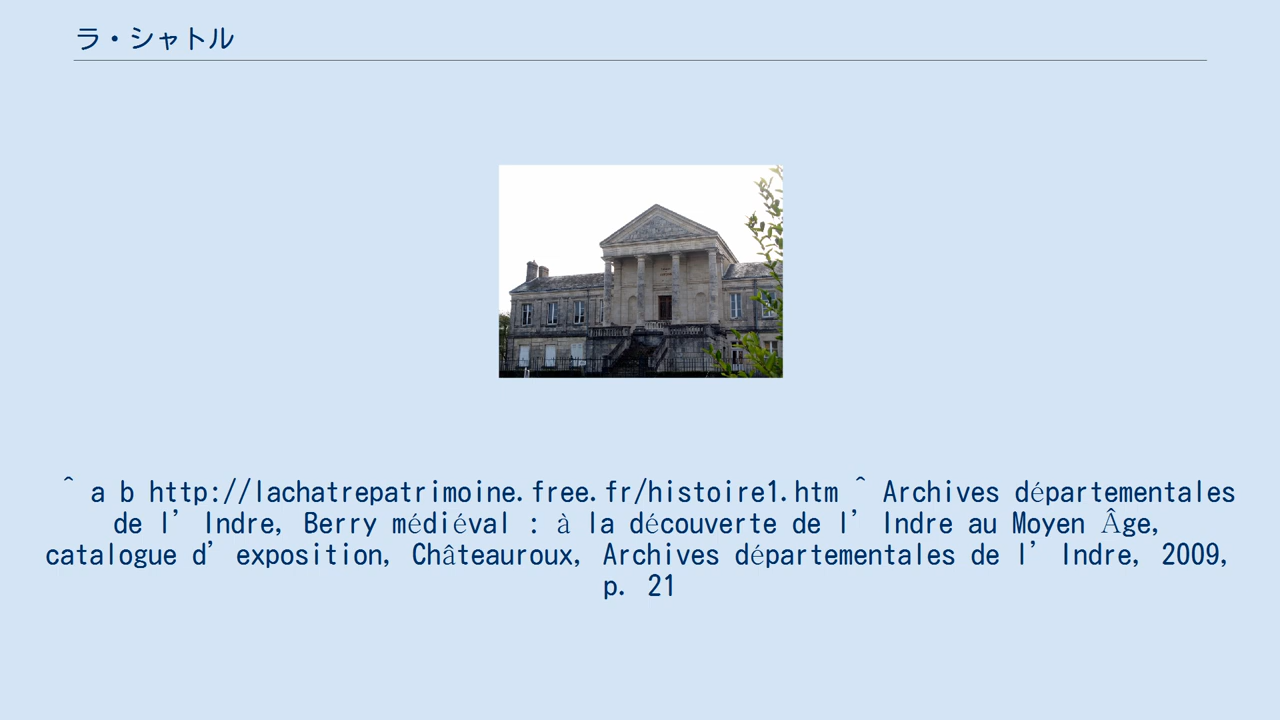 ラ・シャトル
^ a b http://lachatrepatrimoine.free.fr/histoire1.htm ^ Archives départementales
de l’Indre, Berry médiéval : à la découverte de l’Indre au Moyen Âge,
catalogue d’exposition, Châteauroux, Archives départementales de l’Indre, 2009,
p. 21